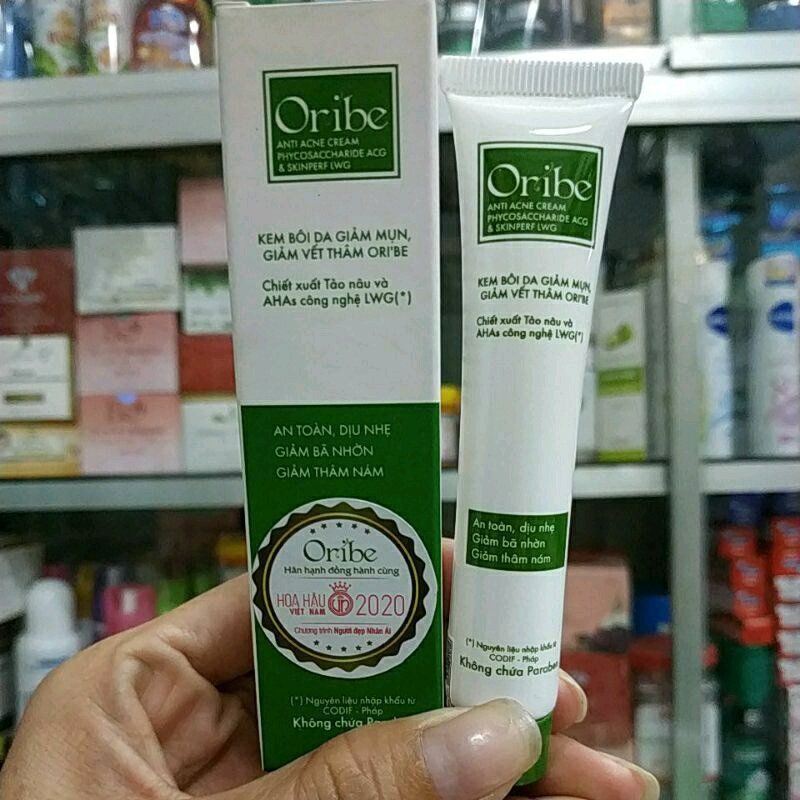 Oribe
ANTI ACNE CREAM
PHYCOSACCHARIDE ACG
& SKINPERF LWG
KEM BÔI DA GIẢM MỤN,
GIẢM VẾT THÂM ORI'BE
Chiết xuất Tảo nâu và
AHAs công nghệ LWG(*)
AN TOÀN, DỊU NHẸ
GIẢM BÃ NHỜN
GIẢM THÂM NÁM
Oribe
Hân hạnh đồng hành cùng
HOA HẬU
VIỆT NAM
2020
Chương trình Người đẹp Nhân Ái
(*) Nguyên liệu nhập khẩu từ
CODIF - Pháp
Không chứa
Oribe
ANTI ACNE CREAM
PHYCOSACCHARIDE ACG
& SKINPERF LWG
KEM BÔI DA GIẢM MỤN,
GIẢM VẾT THÂM ORI'BE
Chiết xuất Tảo nâu và
AHAs công nghệ LWG(*)
An toàn, dịu nhẹ
Giảm bã nhờn
Giảm thâm nám
(*) Nguyên liệu nhập khẩu từ
CODIF - Pháp
Không chứa Paraben